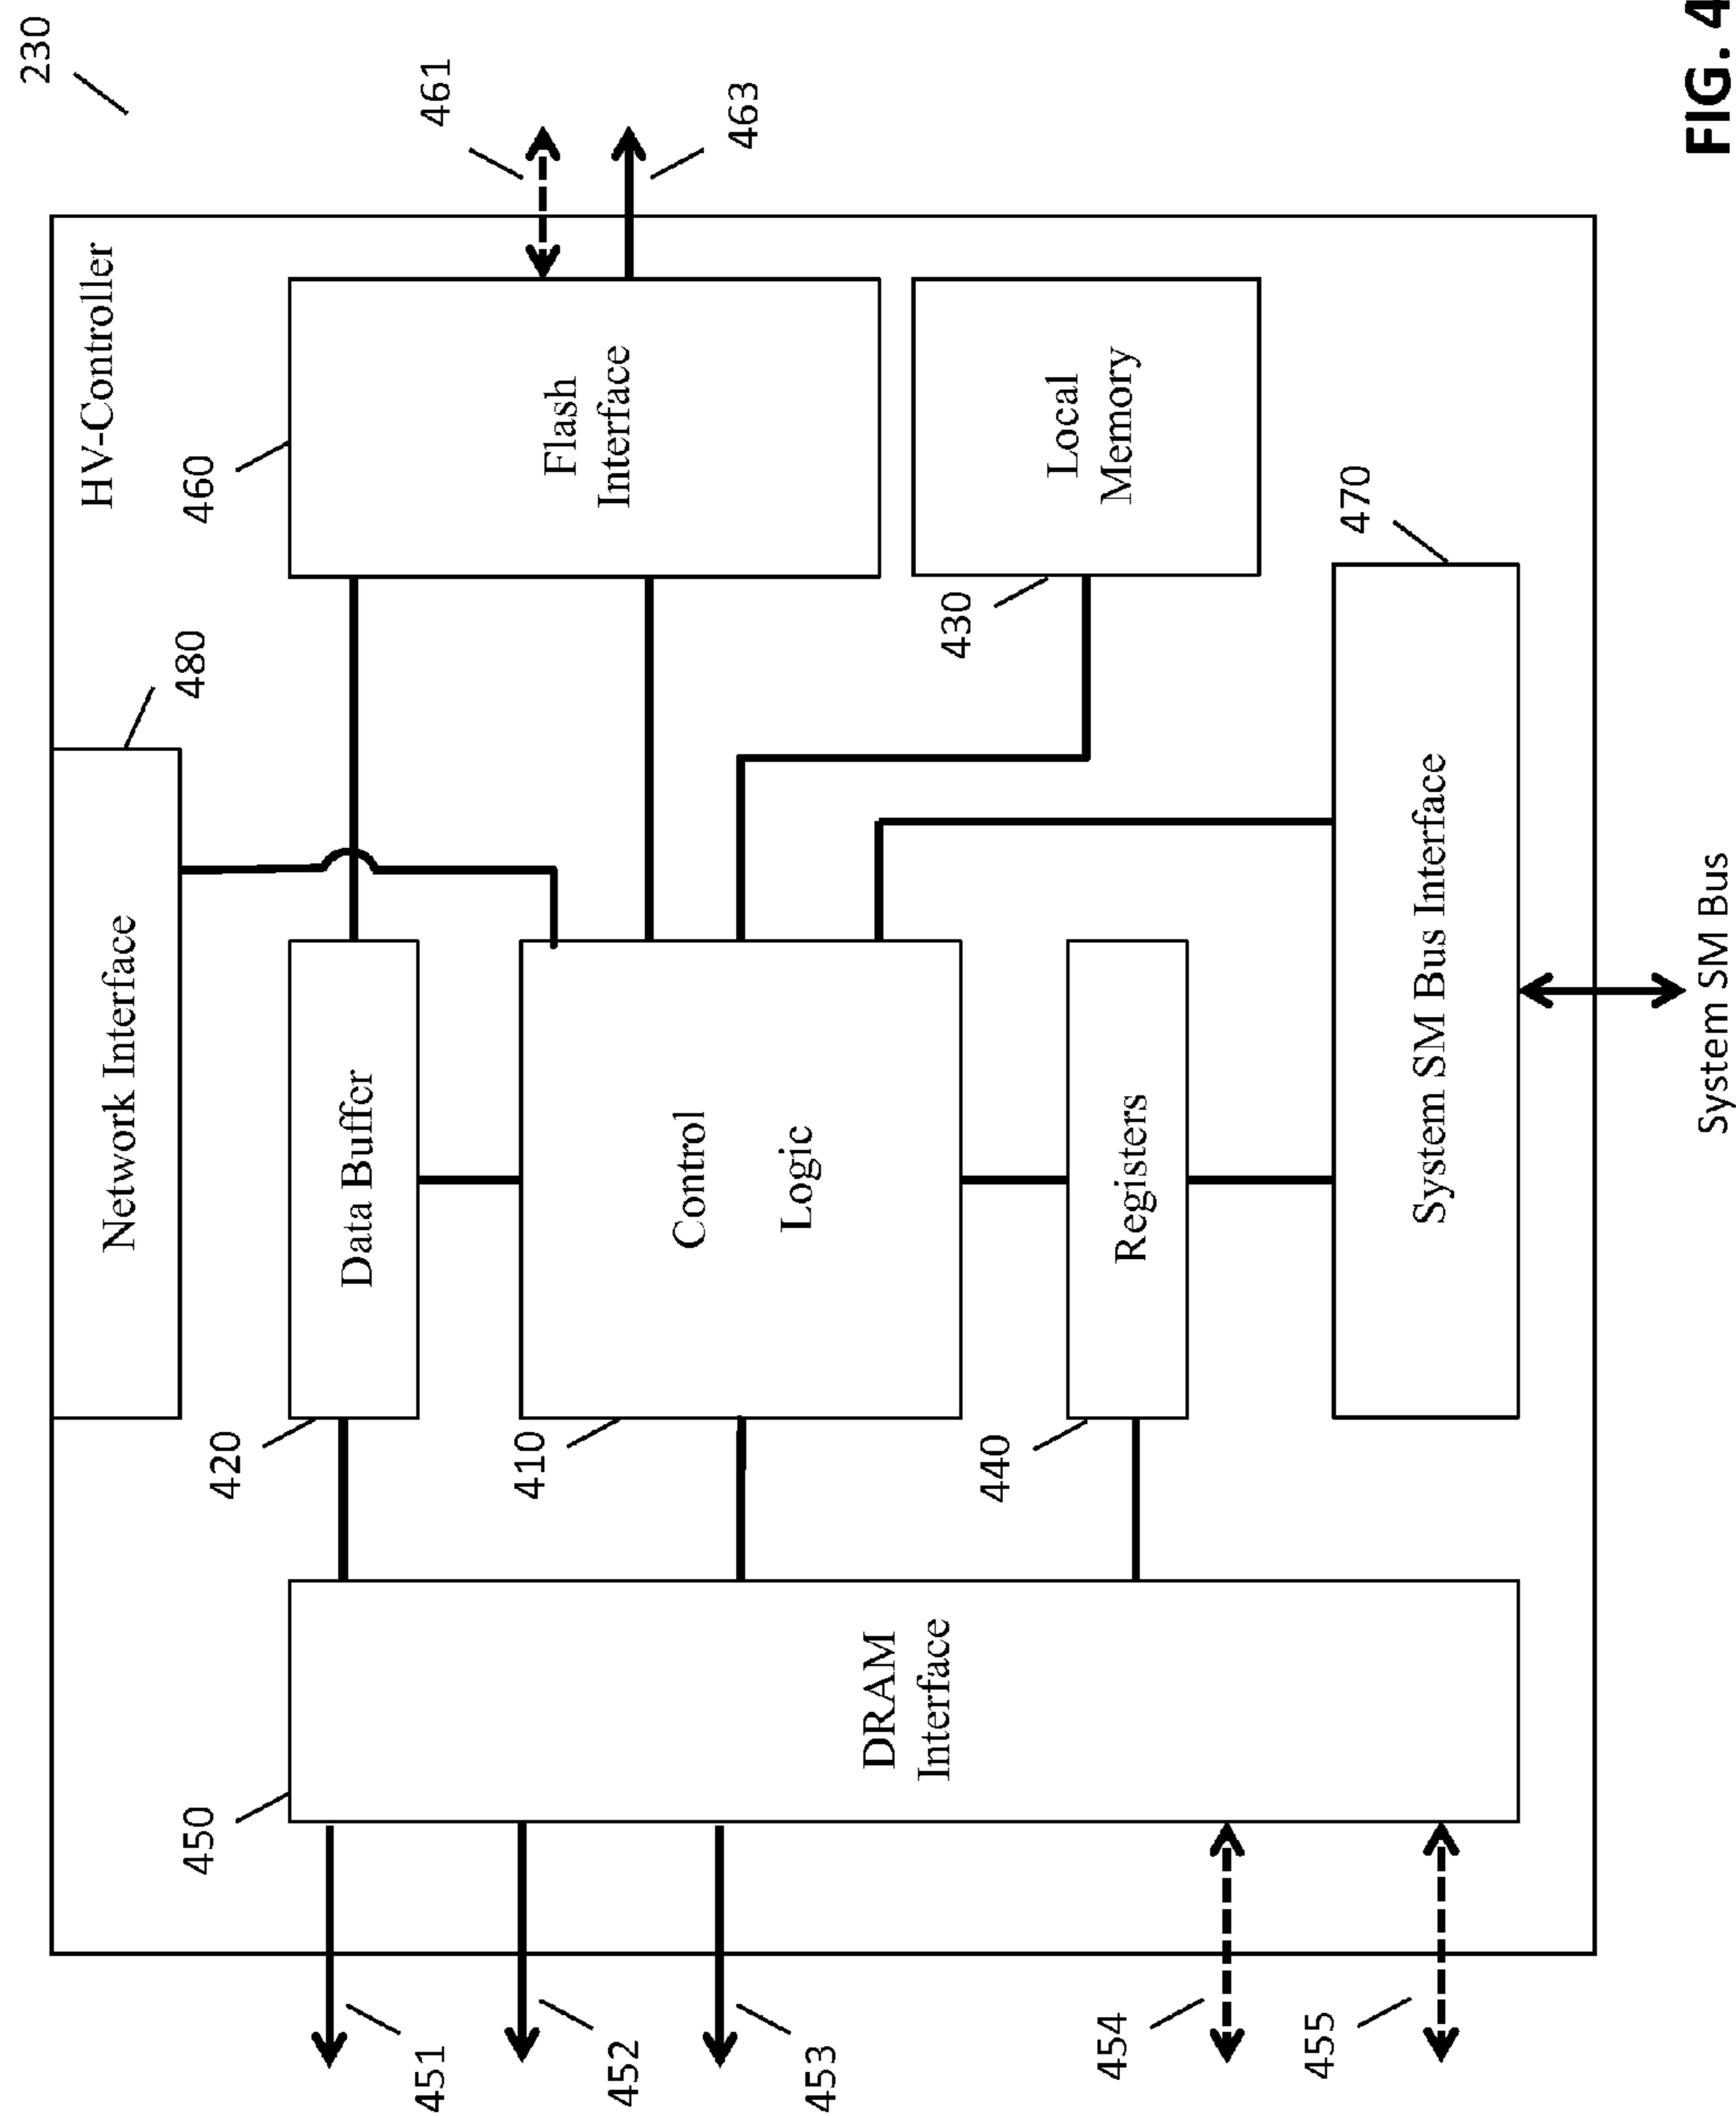 230
HV-Controller
Network Interface
480
460
461
463
Flash
Interface
420
Data Buffer
450
451
452
453
454
455
DRAM
Interface
410
Control
Logic
430
Local
Memory
440
Registers
470
System SM Bus Interface
System SM Bus
FIG. 4